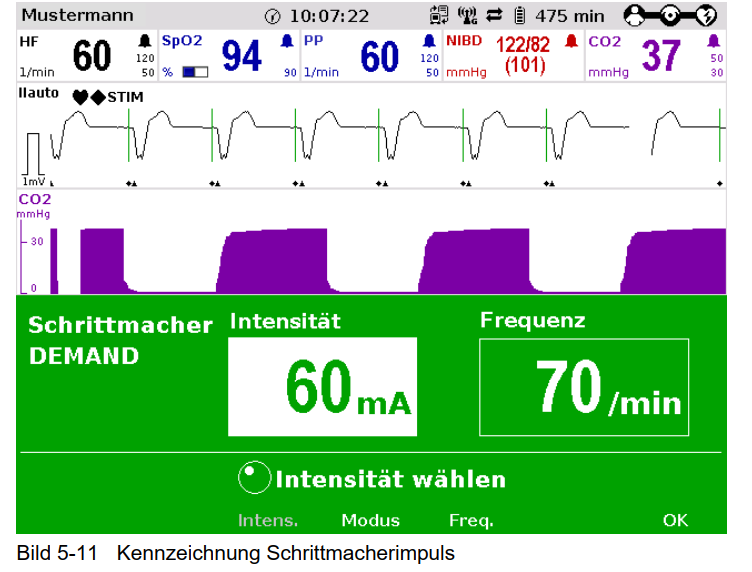 Mustermann 10:07:22 475 min
HF 60 120 50 1/min
SpO2 94 90 %
PP 60 120 50 1/min
NIBD 122/82 (101) mmHg
CO2 37 50 30 mmHg
IIauto STIM
1mV
CO2
mmHg
30
0
Schrittmacher
DEMAND
Intensität
60 mA
Frequenz
70 /min
Intensität wählen
Intens. Modus Freq. OK
Bild 5-11 Kennzeichnung Schrittmacherimpuls